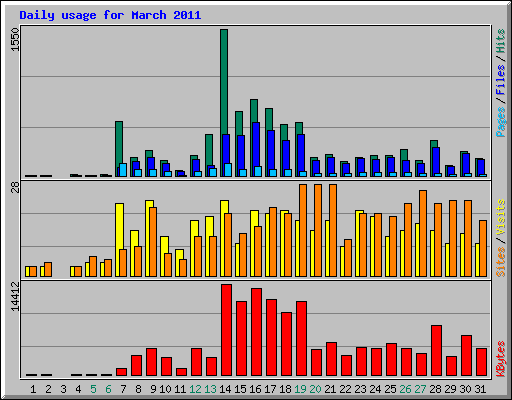 Daily usage for March 2011
1550
28
14412
Pages / Files / Hits
Sites / Visits
KBytes
1 2 3 4 5 6 7 8 9 10 11 12 13 14 15 16 17 18 19 20 21 22 23 24 25 26 27 28 29 30 31